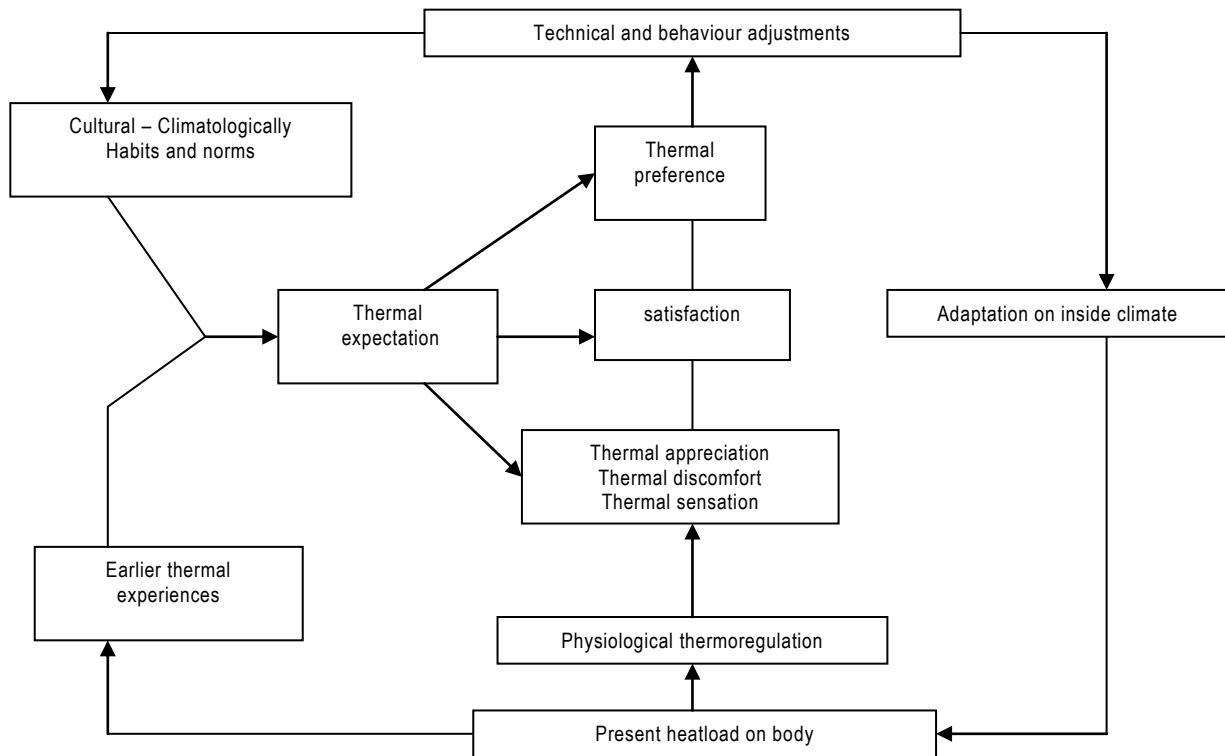 Technical and behaviour adjustments
Cultural – Climatologically
Habits and norms
Thermal
preference
Thermal
expectation
satisfaction
Adaptation on inside climate
Thermal appreciation
Thermal discomfort
Thermal sensation
Earlier thermal
experiences
Physiological thermoregulation
Present heatload on body